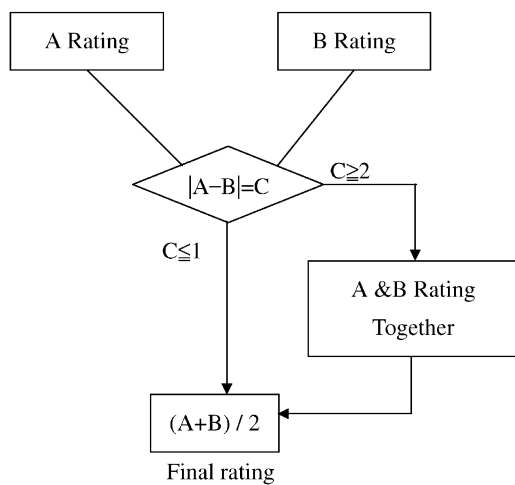 A Rating
B Rating
|A−B|=C
C≧2
C≦1
A &B Rating
Together
(A+B) / 2
Final rating